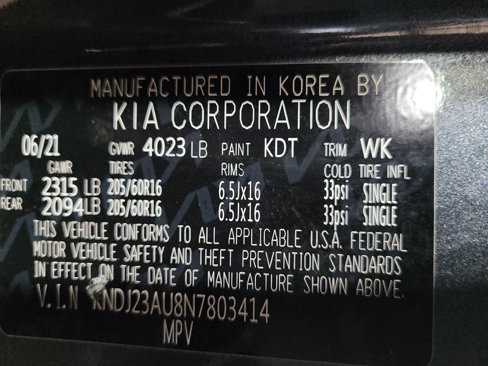 MANUFACTURED IN KOREA BY
KIA CORPORATION
06/21 GVWR 4023 LB PAINT KDT TRIM WK
GAWR TIRES RIMS COLD TIRE INFL
FRONT 2315 LB 205/60R16 6.5Jx16 33psi SINGLE
REAR 2094LB 205/60R16 6.5Jx16 33psi SINGLE
THIS VEHICLE CONFORMS TO ALL APPLICABLE U.S.A. FEDERAL
MOTOR VEHICLE SAFETY AND THEFT PREVENTION STANDARDS
IN EFFECT ON THE DATE OF MANUFACTURE SHOWN ABOVE.
V.I.N KNDJ23AU8N7803414
MPV